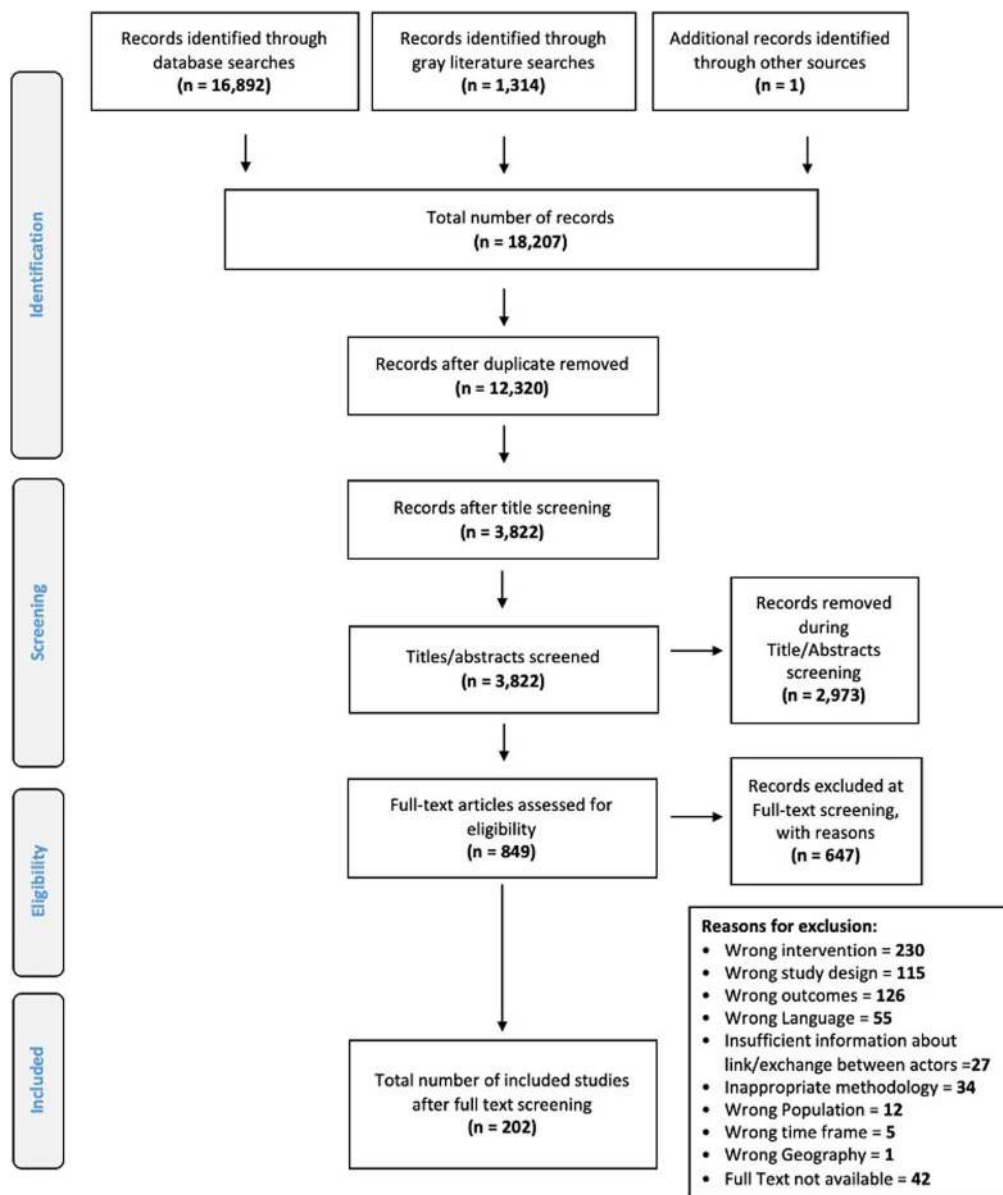 Records identified through
database searches
(n = 16,892)
Records identified through
gray literature searches
(n = 1,314)
Additional records identified
through other sources
(n = 1)
Identification
Total number of records
(n = 18,207)
Records after duplicate removed
(n = 12,320)
Screening
Records after title screening
(n = 3,822)
Titles/abstracts screened
(n = 3,822)
Records removed
during
Title/Abstracts
screening
(n = 2,973)
Eligibility
Full-text articles assessed for
eligibility
(n = 849)
Records excluded at
Full-text screening,
with reasons
(n = 647)
Reasons for exclusion:
• Wrong intervention = 230
• Wrong study design = 115
• Wrong outcomes = 126
• Wrong Language = 55
• Insufficient information about
link/exchange between actors =27
• Inappropriate methodology = 34
• Wrong Population = 12
• Wrong time frame = 5
• Wrong Geography = 1
• Full Text not available = 42
Included
Total number of included studies
after full text screening
(n = 202)